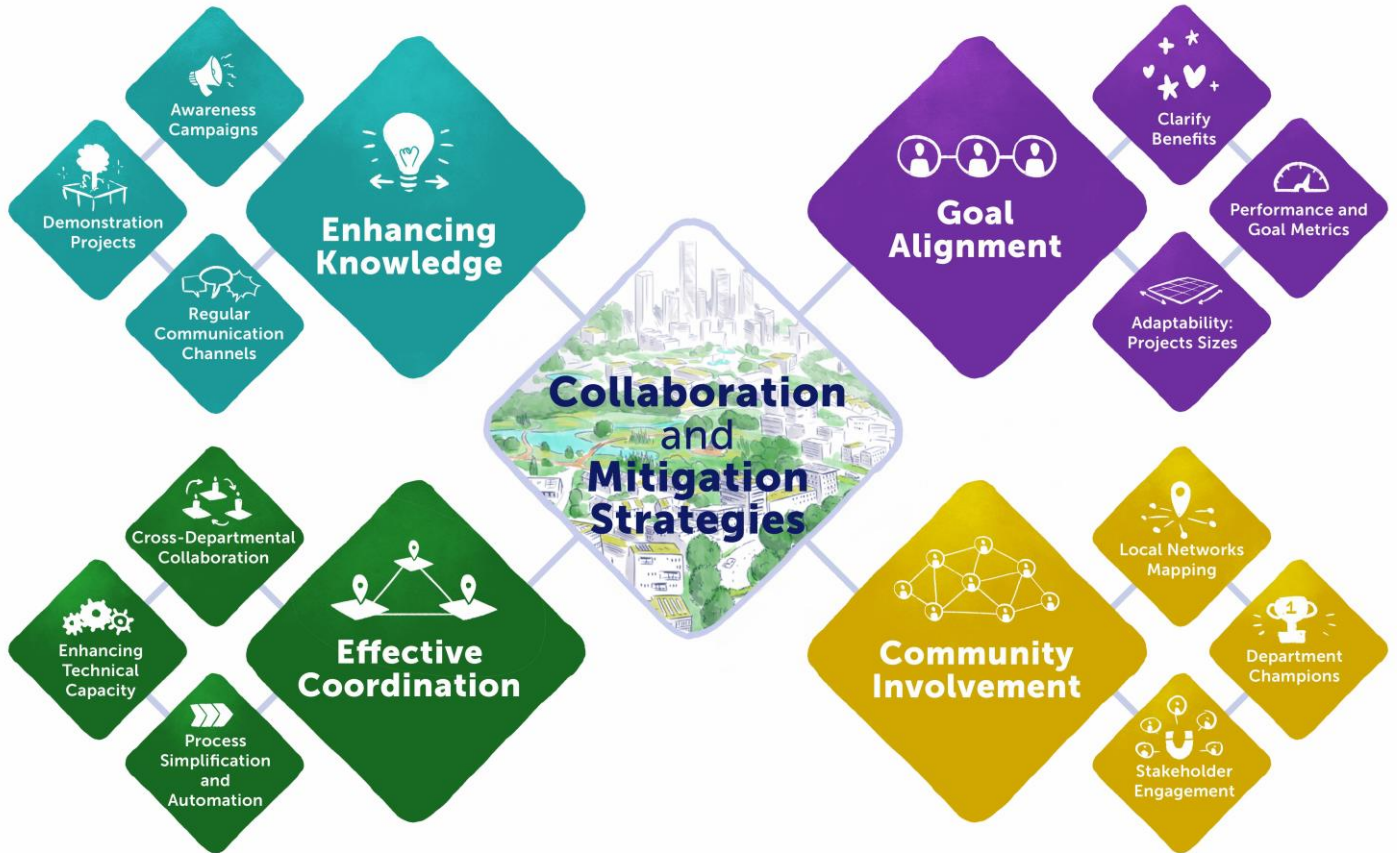 Awareness
Campaigns
Demonstration
Projects
Regular
Communication
Channels
Enhancing
Knowledge
Goal
Alignment
Clarify
Benefits
Performance and
Goal Metrics
Adaptability:
Projects Sizes
Collaboration
and
Mitigation
Strategies
Cross-Departmental
Collaboration
Enhancing
Technical
Capacity
Process
Simplification
and
Automation
Effective
Coordination
Community
Involvement
Local Networks
Mapping
1
Department
Champions
Stakeholder
Engagement